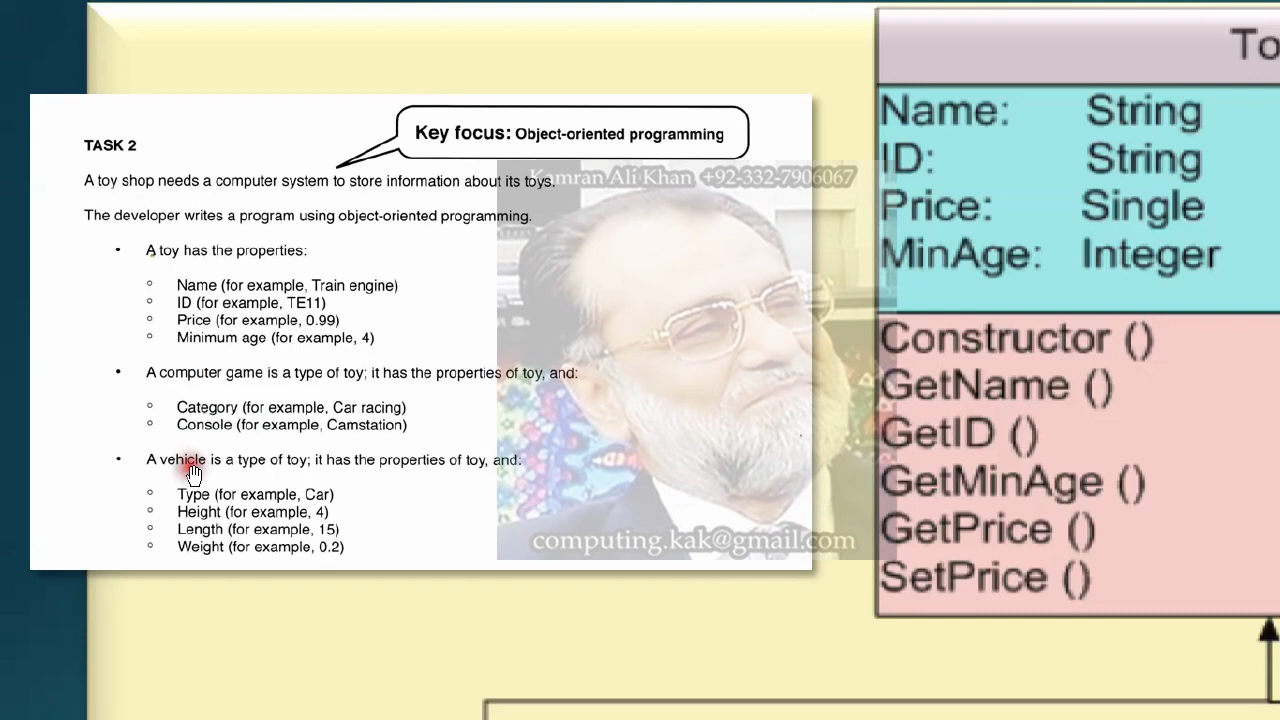 Key focus: Object-oriented programming
TASK 2
A toy shop needs a computer system to store information about its toys.
The developer writes a program using object-oriented programming.
• A toy has the properties:
○ Name (for example, Train engine)
○ ID (for example, TE11)
○ Price (for example, 0.99)
○ Minimum age (for example, 4)
• A computer game is a type of toy; it has the properties of toy, and:
○ Category (for example, Car racing)
○ Console (for example, Camstation)
• A vehicle is a type of toy; it has the properties of toy, and:
○ Type (for example, Car)
○ Height (for example, 4)
○ Length (for example, 15)
○ Weight (for example, 0.2)
Kamran Ali Khan +92-332-7906067
computing.kak@gmail.com
To
Name: String
ID: String
Price: Single
MinAge: Integer
Constructor ()
GetName ()
GetID ()
GetMinAge ()
GetPrice ()
SetPrice ()